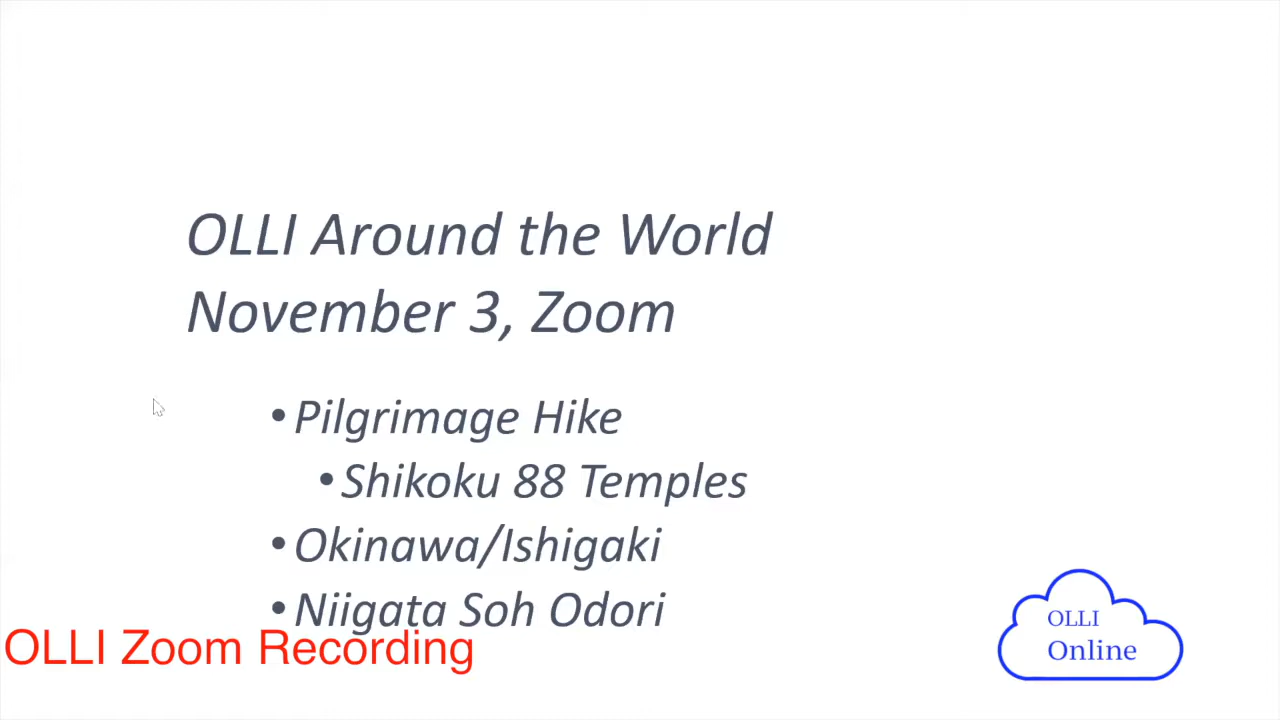 OLLI Around the World
November 3, Zoom
•Pilgrimage Hike
•Shikoku 88 Temples
•Okinawa/Ishigaki
•Niigata Soh Odori
OLLI Zoom Recording
OLLI
Online